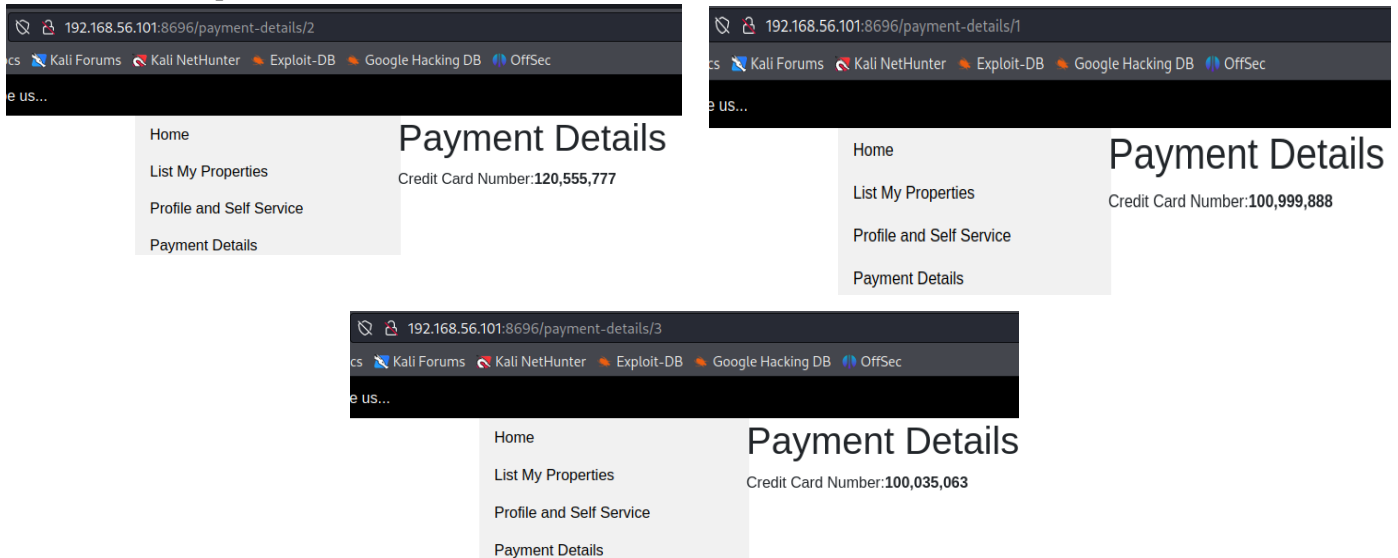 192.168.56.101:8696/payment-details/2
cs Kali Forums Kali NetHunter Exploit-DB Google Hacking DB OffSec
e us...
Home
List My Properties
Profile and Self Service
Payment Details
Payment Details
Credit Card Number:120,555,777
192.168.56.101:8696/payment-details/1
cs Kali Forums Kali NetHunter Exploit-DB Google Hacking DB OffSec
e us...
Home
List My Properties
Profile and Self Service
Payment Details
Payment Details
Credit Card Number:100,999,888
192.168.56.101:8696/payment-details/3
cs Kali Forums Kali NetHunter Exploit-DB Google Hacking DB OffSec
e us...
Home
List My Properties
Profile and Self Service
Payment Details
Payment Details
Credit Card Number:100,035,063